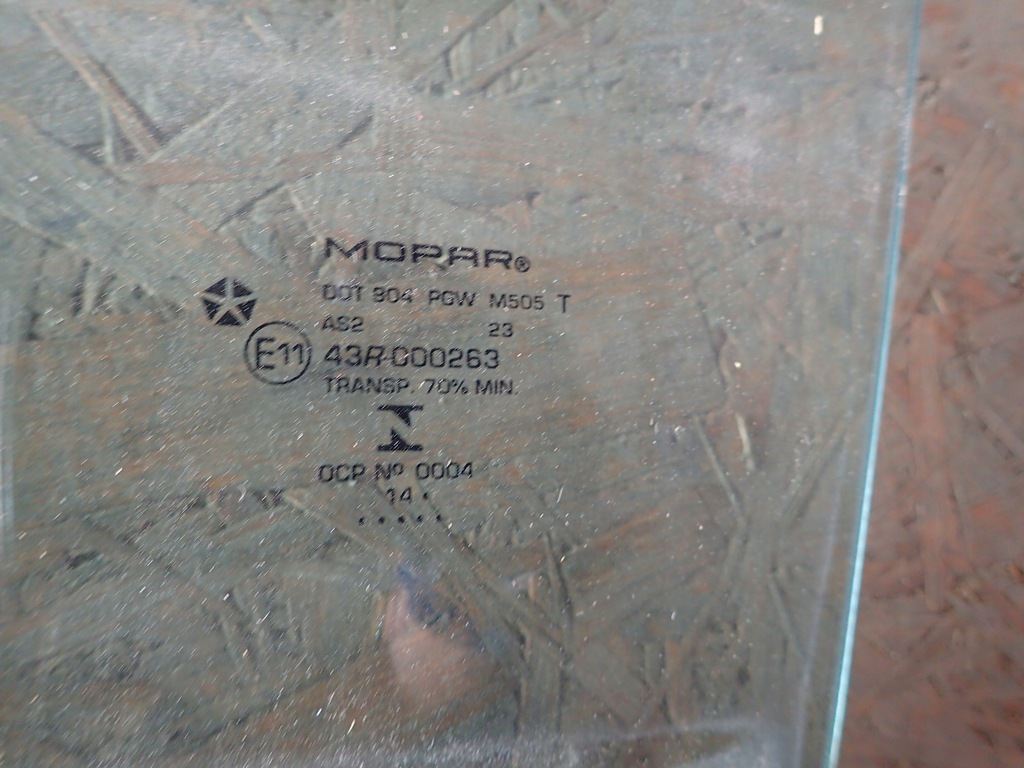 MOPAR®
DOT 904 PGW M505 T
AS2 23
E11 43R-000263
TRANSP. 70% MIN.
OCP Nº 0004
14 .
. . . . .